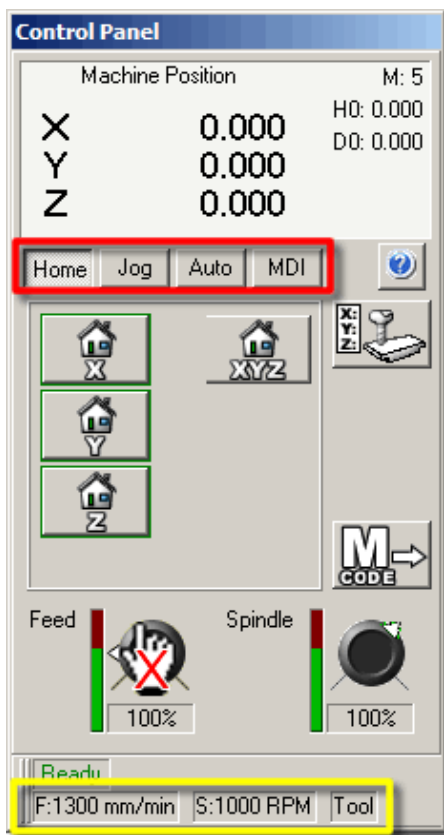 Control Panel
Machine Position M: 5
X 0.000 H0: 0.000
Y 0.000 D0: 0.000
Z 0.000
Home Jog Auto MDI ?
X XYZ X: Y: Z:
Y
Z
M CODE
Feed Spindle
X
100% 100%
Ready
F:1300 mm/min S:1000 RPM Tool